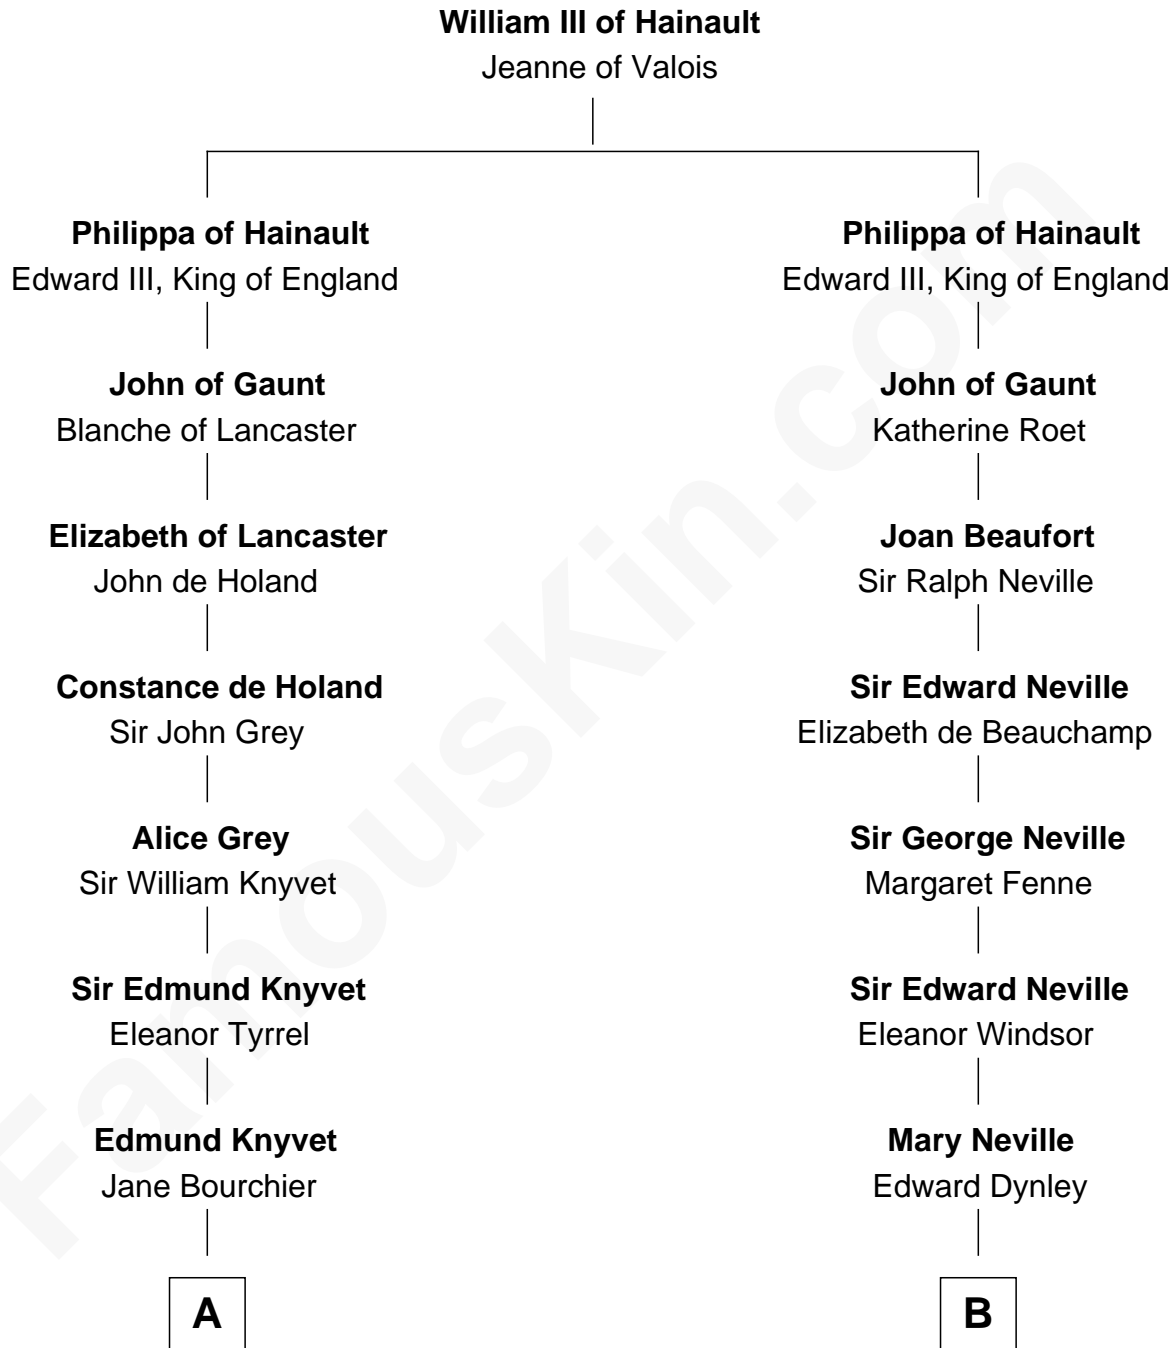 William III of Hainault
Jeanne of Valois
Philippa of Hainault
Edward III, King of England
John of Gaunt
Blanche of Lancaster
Elizabeth of Lancaster
John de Holand
Constance de Holand
Sir John Grey
Alice Grey
Sir William Knyvet
Sir Edmund Knyvet
Eleanor Tyrrel
Edmund Knyvet
Jane Bourchier
A
Philippa of Hainault
Edward III, King of England
John of Gaunt
Katherine Roet
Joan Beaufort
Sir Ralph Neville
Sir Edward Neville
Elizabeth de Beauchamp
Sir George Neville
Margaret Fenne
Sir Edward Neville
Eleanor Windsor
Mary Neville
Edward Dynley
B
FamousKin.com